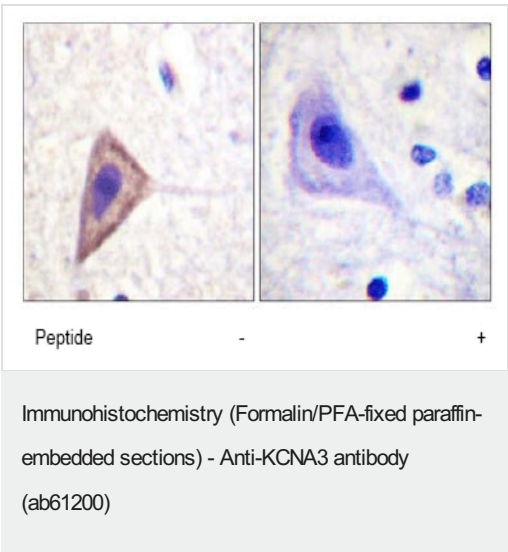 Peptide - +
Immunohistochemistry (Formalin/PFA-fixed paraffin-
embedded sections) - Anti-KCNA3 antibody
(ab61200)